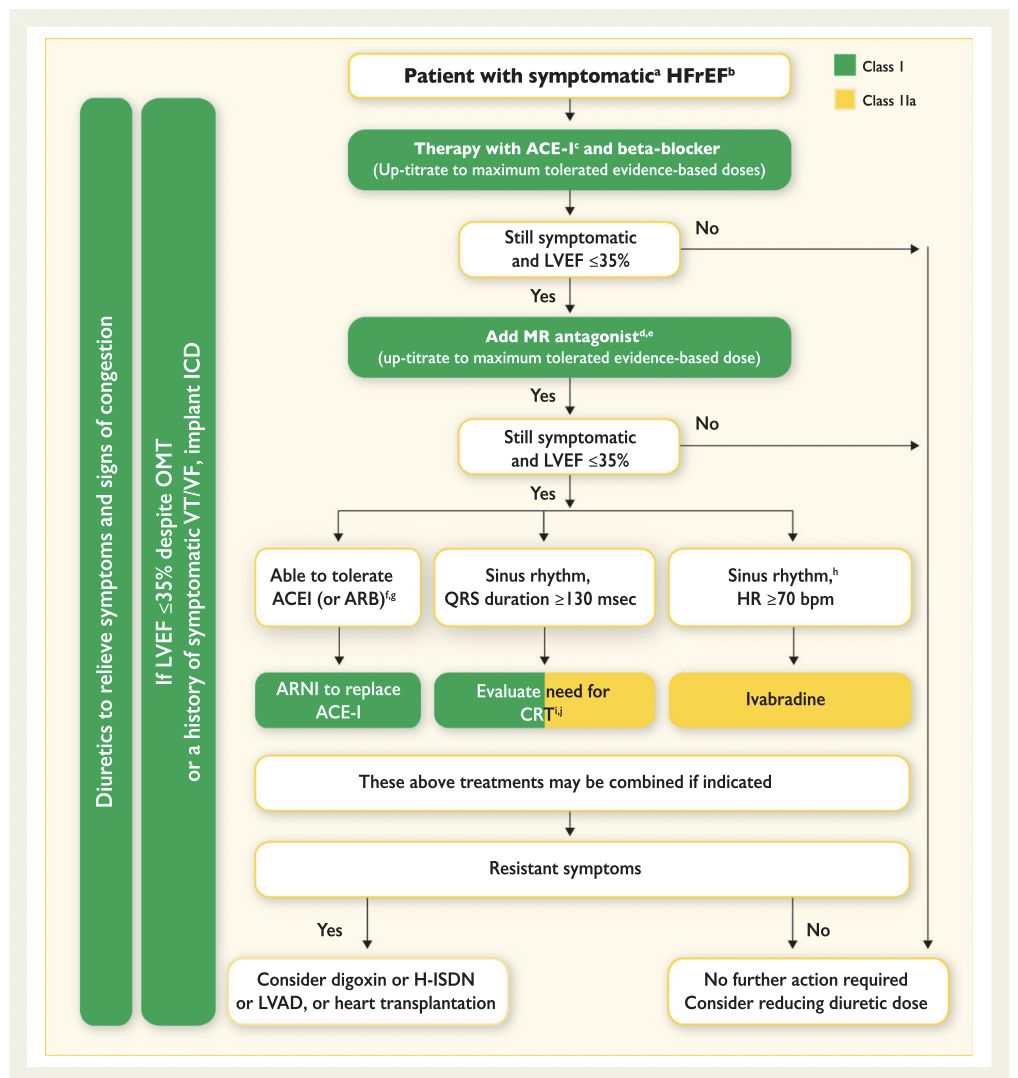 Patient with symptomaticᵃ HFrEFᵇ
Class I
Class IIa
Diuretics to relieve symptoms and signs of congestion
If LVEF ≤35% despite OMT
or a history of symptomatic VT/VF, implant ICD
Therapy with ACE-Iᶜ and beta-blocker
(Up-titrate to maximum tolerated evidence-based doses)
Still symptomatic
and LVEF ≤35%
No
Yes
Add MR antagonistᵈ,ᵉ
(up-titrate to maximum tolerated evidence-based dose)
Yes
Still symptomatic
and LVEF ≤35%
No
Yes
Able to tolerate
ACEI (or ARB)ᶠ,ᵍ
Sinus rhythm,
QRS duration ≥130 msec
Sinus rhythm,ʰ
HR ≥70 bpm
ARNI to replace
ACE-I
Evaluate need for
CRTⁱ,ʲ
Ivabradine
These above treatments may be combined if indicated
Resistant symptoms
Yes
No
Consider digoxin or H-ISDN
or LVAD, or heart transplantation
No further action required
Consider reducing diuretic dose